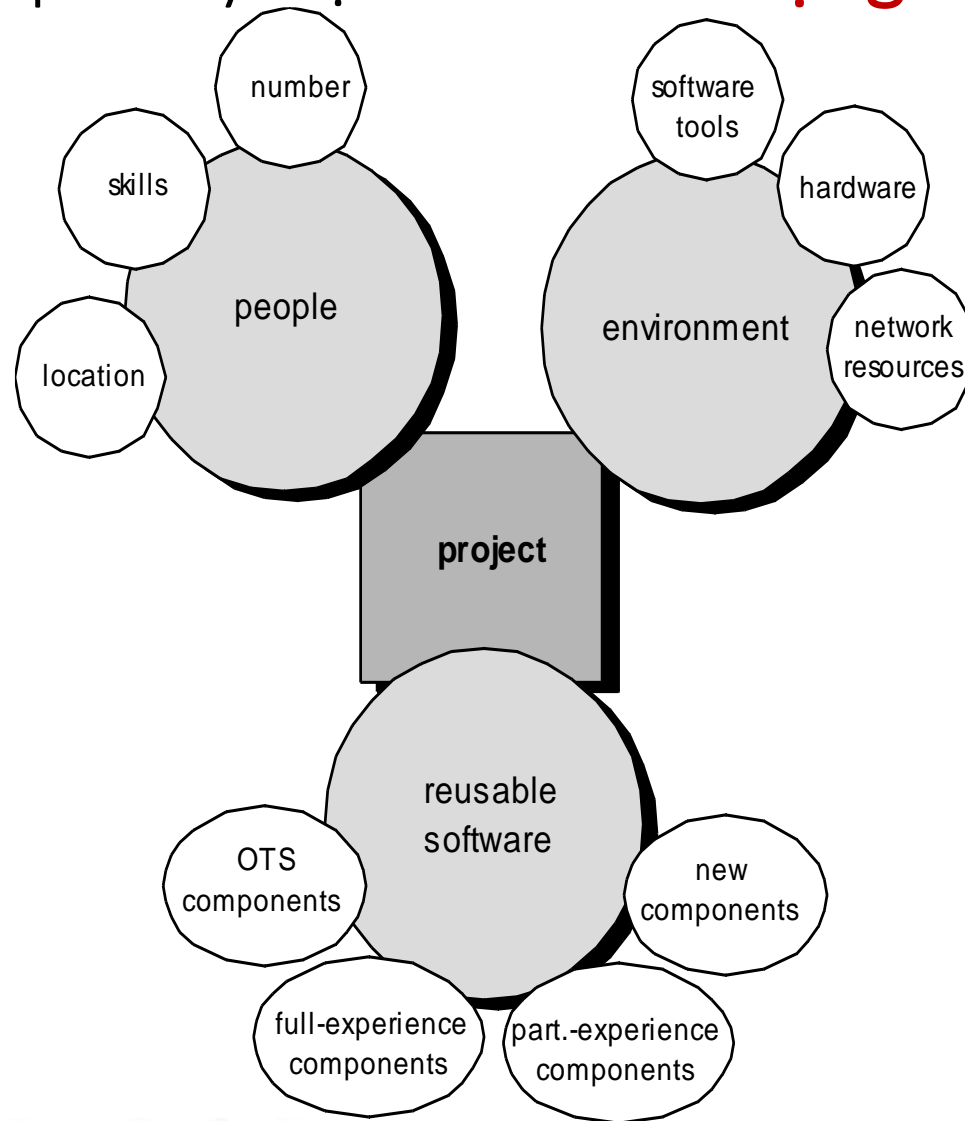 number
skills
location
people
software
tools
hardware
network
resources
environment
project
reusable
software
OTS
components
full-experience
components
part.-experience
components
new
components